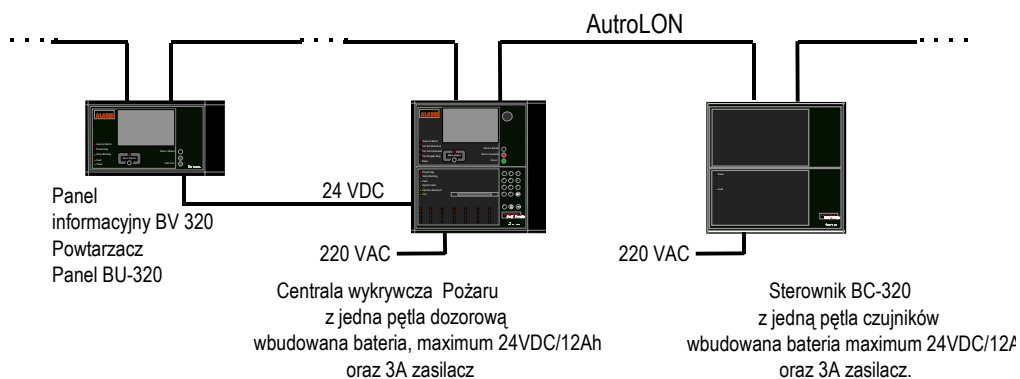 AutroLON
ALARM
ALARM
24 VDC
Panel
informacyjny BV 320
Powtarzacz
Panel BU-320
220 VAC
220 VAC
Centrala wykrywcza Pożaru
z jedna pętla dozorową
wbudowana bateria, maximum 24VDC/12Ah
oraz 3A zasilacz
Sterownik BC-320
z jedną pętla czujników
wbudowana bateria maximum 24VDC/12A
oraz 3A zasilacz.